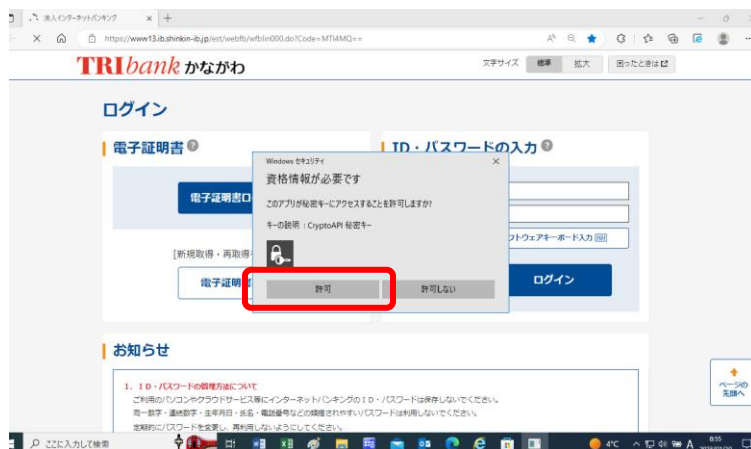 法人インターネットバンキング
https://www13.ib.shinkin-ib.jp/est/webfb/wfblin000.do?Code=MTI4MQ==
TRIbank かながわ
文字サイズ 標準 拡大 困ったときは
ログイン
電子証明書
ID・パスワードの入力
Windows セキュリティ
資格情報が必要です
このアプリが秘密キーにアクセスすることを許可しますか?
キーの説明：CryptoAPI 秘密キー
許可 許可しない
電子証明書ロ
[新規取得・再取得
電子証明
フトウェアキーボード入力
ログイン
お知らせ
1．ＩＤ・パスワードの管理方法について
ご利用のパソコンやクラウドサービス等にインターネットバンキングのＩＤ・パスワードは保存しないでください。
同一数字・連続数字・生年月日・氏名・電話番号などの推測されやすいパスワードは利用しないでください。
定期的にパスワードを変更し、再利用しないようにしてください。
ページの
先頭へ
ここに入力して検索
4℃
A
8:55